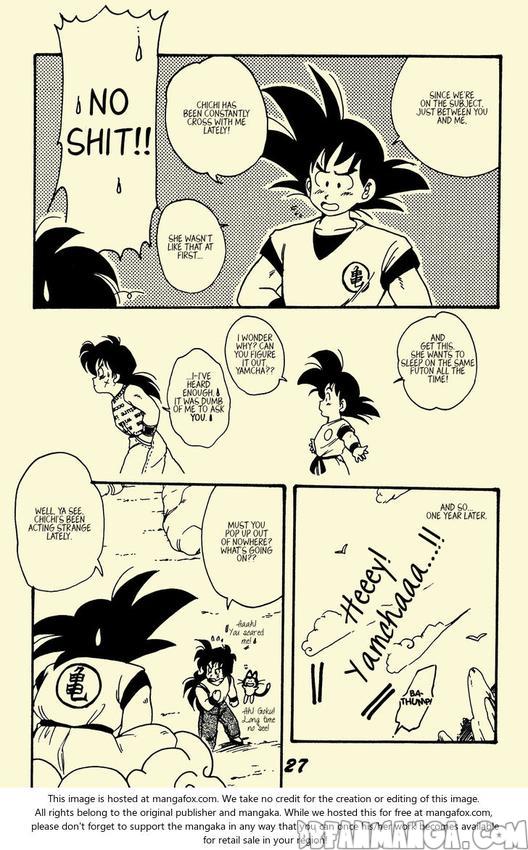 SINCE WE'RE
ON THE SUBJECT,
JUST BETWEEN YOU
AND ME,
CHICHI HAS
BEEN CONSTANTLY
CROSS WITH ME
LATELY!
SHE WASN'T
LIKE THAT AT
FIRST...
NO
SHIT!!
亀
AND
GET THIS.
SHE WANTS TO
SLEEP ON THE SAME
FUTON ALL THE
TIME!
I WONDER
WHY? CAN
YOU FIGURE
IT OUT
YAMCHA??
...I-I'VE
HEARD
ENOUGH.
IT WAS DUMB
OF ME TO ASK
YOU.
AND SO...
ONE YEAR LATER.
Heeey!
Yamchaaa...!!
BA-
THUMP!
MUST YOU
POP UP OUT
OF NOWHERE?
WHAT'S GOING
ON??
WELL, YA SEE.
CHICHI'S BEEN
ACTING STRANGE
LATELY.
Aaaah!
You scared
me!
Ah! Goku!
Long time
no see!
亀
27
This image is hosted at mangafox.com. We take no credit for the creation or editing of this image.
All rights belong to the original publisher and mangaka. While we hosted this for free at mangafox.com,
please don't forget to support the mangaka in any way that you can once his/her work becomes available
for retail sale in your region!
DBFANMANGA.COM